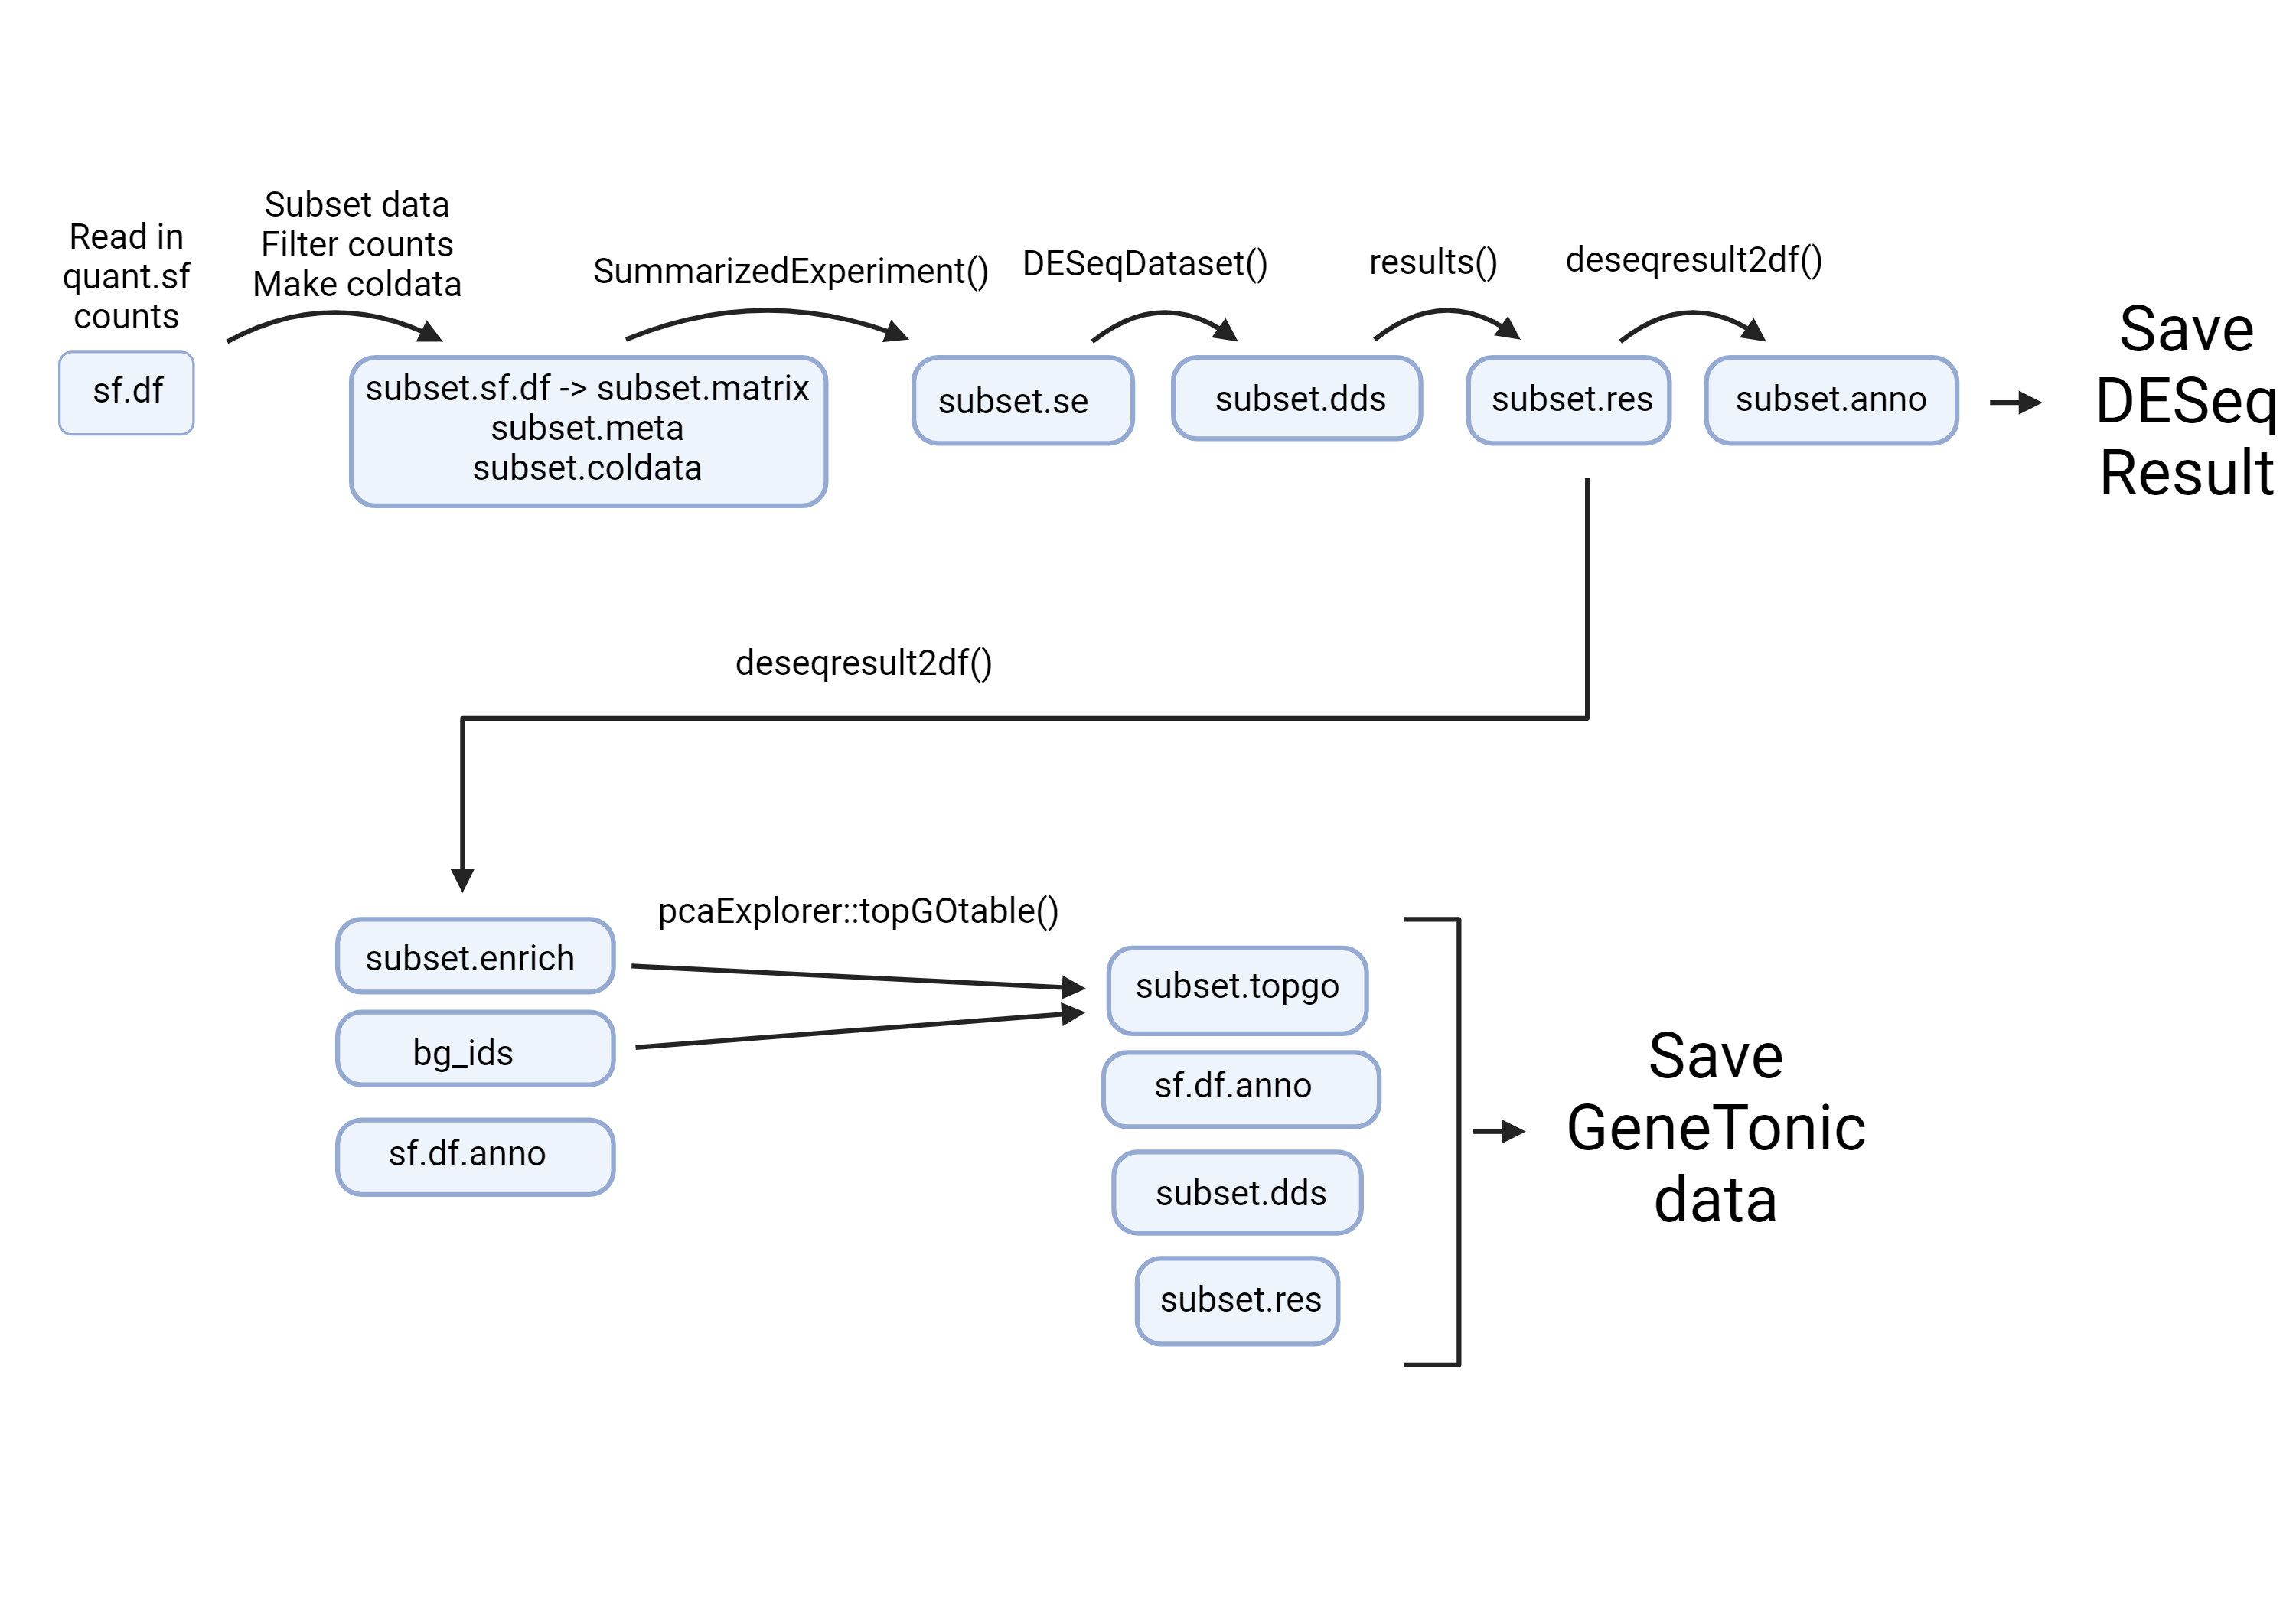 Read in
quant.sf
counts
sf.df
Subset data
Filter counts
Make coldata
subset.sf.df -> subset.matrix
subset.meta
subset.coldata
SummarizedExperiment()
subset.se
DESeqDataset()
subset.dds
results()
subset.res
deseqresult2df()
subset.anno
Save
DESeq
Result
deseqresult2df()
subset.enrich
bg_ids
sf.df.anno
pcaExplorer::topGOtable()
subset.topgo
sf.df.anno
subset.dds
subset.res
Save
GeneTonic
data